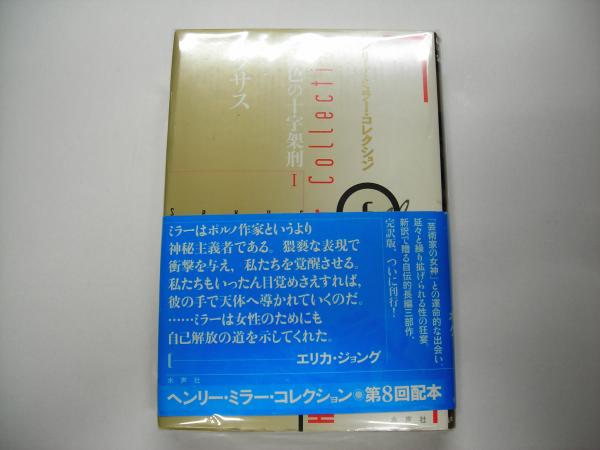 ヘンリー・ミラー・コレクション
Collecti
色の十字架刑 I
クサス
ミラーはポルノ作家というより
神秘主義者である。猥褻な表現で
衝撃を与え、私たちを覚醒させる。
私たちもいったん目覚めさえすれば、
彼の手で天体へ導かれていくのだ。
……ミラーは女性のためにも
自己解放の道を示してくれた。
エリカ・ジョング
「芸術家の女神」との運命的な出会い、
延々と繰り拡げられる性の狂宴。
新訳で贈る自伝的長編三部作、
完訳版、ついに刊行!
水声社
ヘンリー・ミラー・コレクション●第8回配本
水声社